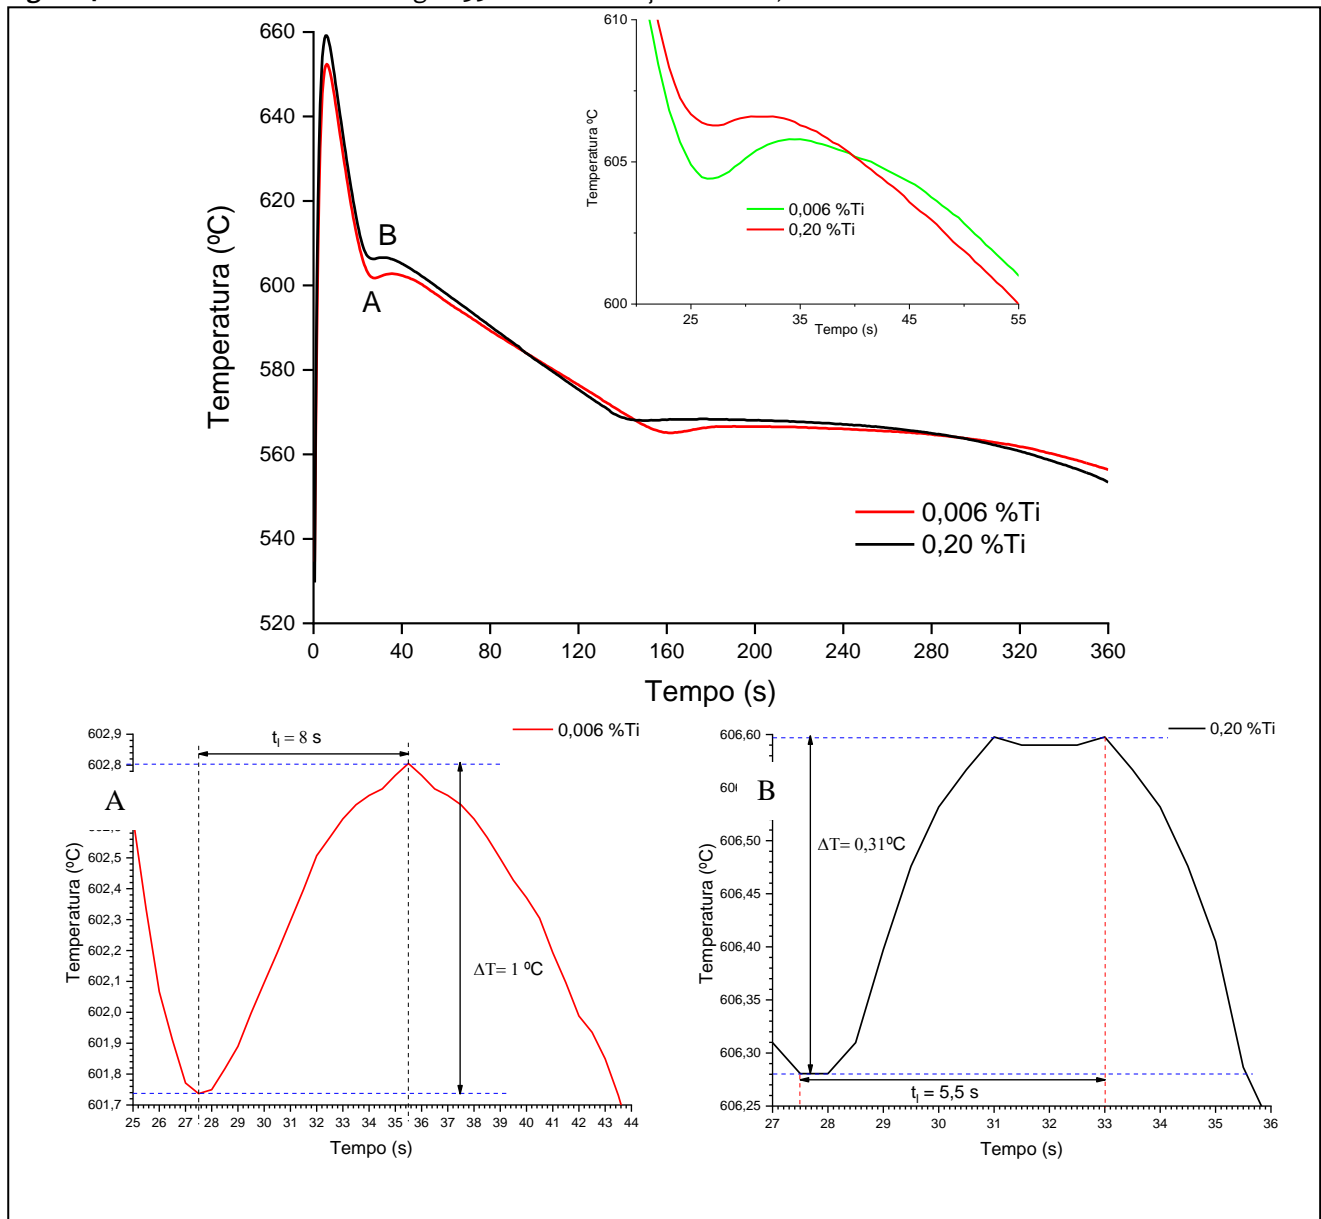 660
640
620
600
580
560
540
520
Temperatura (ºC)
0
40
80
120
160
200
240
280
320
360
Tempo (s)
B
A
0,006 %Ti
0,20 %Ti
610
605
600
Temperatura ºC
25
35
45
55
Tempo (s)
0,006 %Ti
0,20 %Ti
602,9
602,8
602,5
602,4
602,3
602,2
602,1
602,0
601,9
601,8
601,7
Temperatura (ºC)
A
tₗ = 8 s
0,006 %Ti
ΔT= 1 ºC
25 26 27 28 29 30 31 32 33 34 35 36 37 38 39 40 41 42 43 44
Tempo (s)
606,60
606,50
606,45
606,40
606,35
606,30
606,25
Temperatura (ºC)
B
0,20 %Ti
ΔT= 0,31ºC
tₗ = 5,5 s
27 28 29 30 31 32 33 34 35 36
Tempo (s)